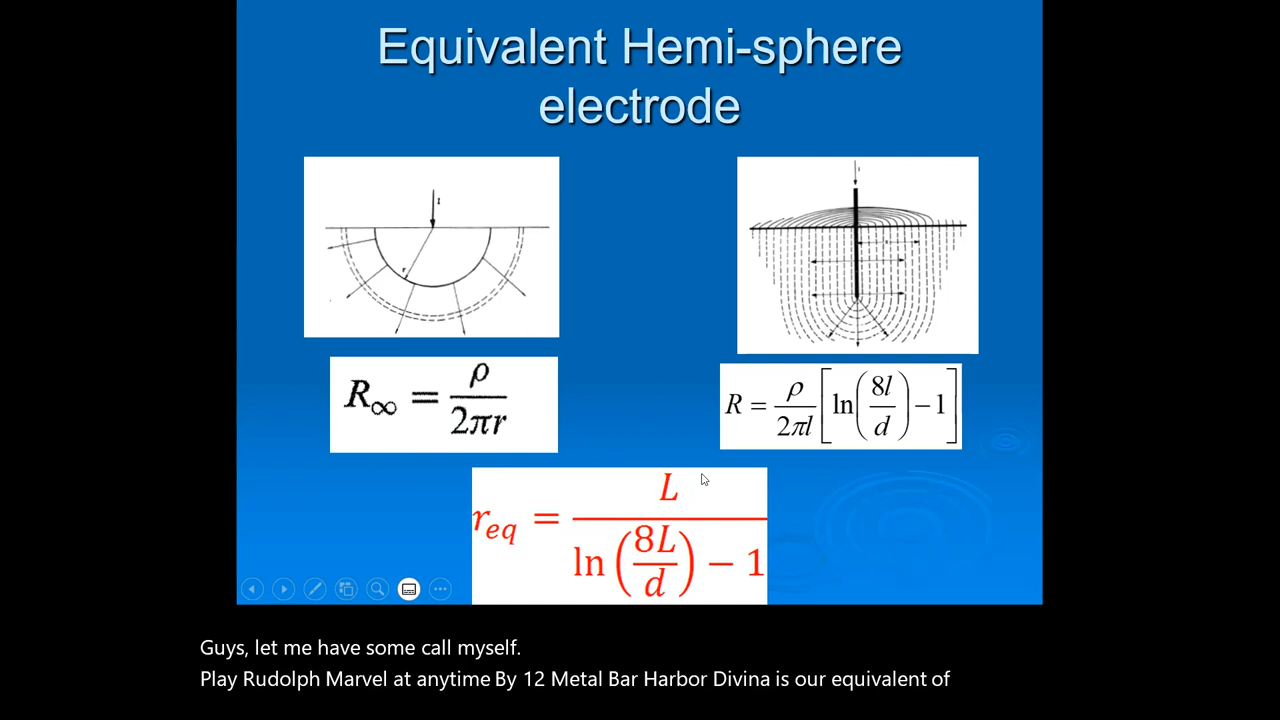 Equivalent Hemi-sphere
electrode
I
r
R∞ = ρ / 2πr
R = ρ / 2πl [ln(8l / d) − 1]
r_eq = L / ln(8L / d) − 1
Guys, let me have some call myself.
Play Rudolph Marvel at anytime By 12 Metal Bar Harbor Divina is our equivalent of